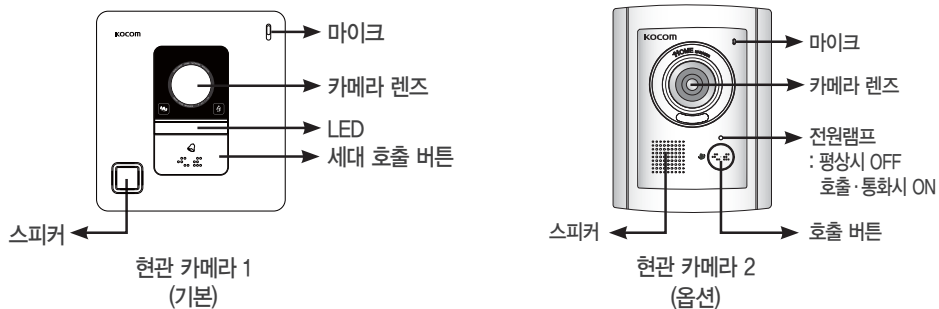 KOCOM
마이크
카메라 렌즈
LED
세대 호출 버튼
스피커
현관 카메라 1
(기본)
KOCOM
HOME
마이크
카메라 렌즈
전원램프
: 평상시 OFF
호출·통화시 ON
스피커
호출 버튼
현관 카메라 2
(옵션)